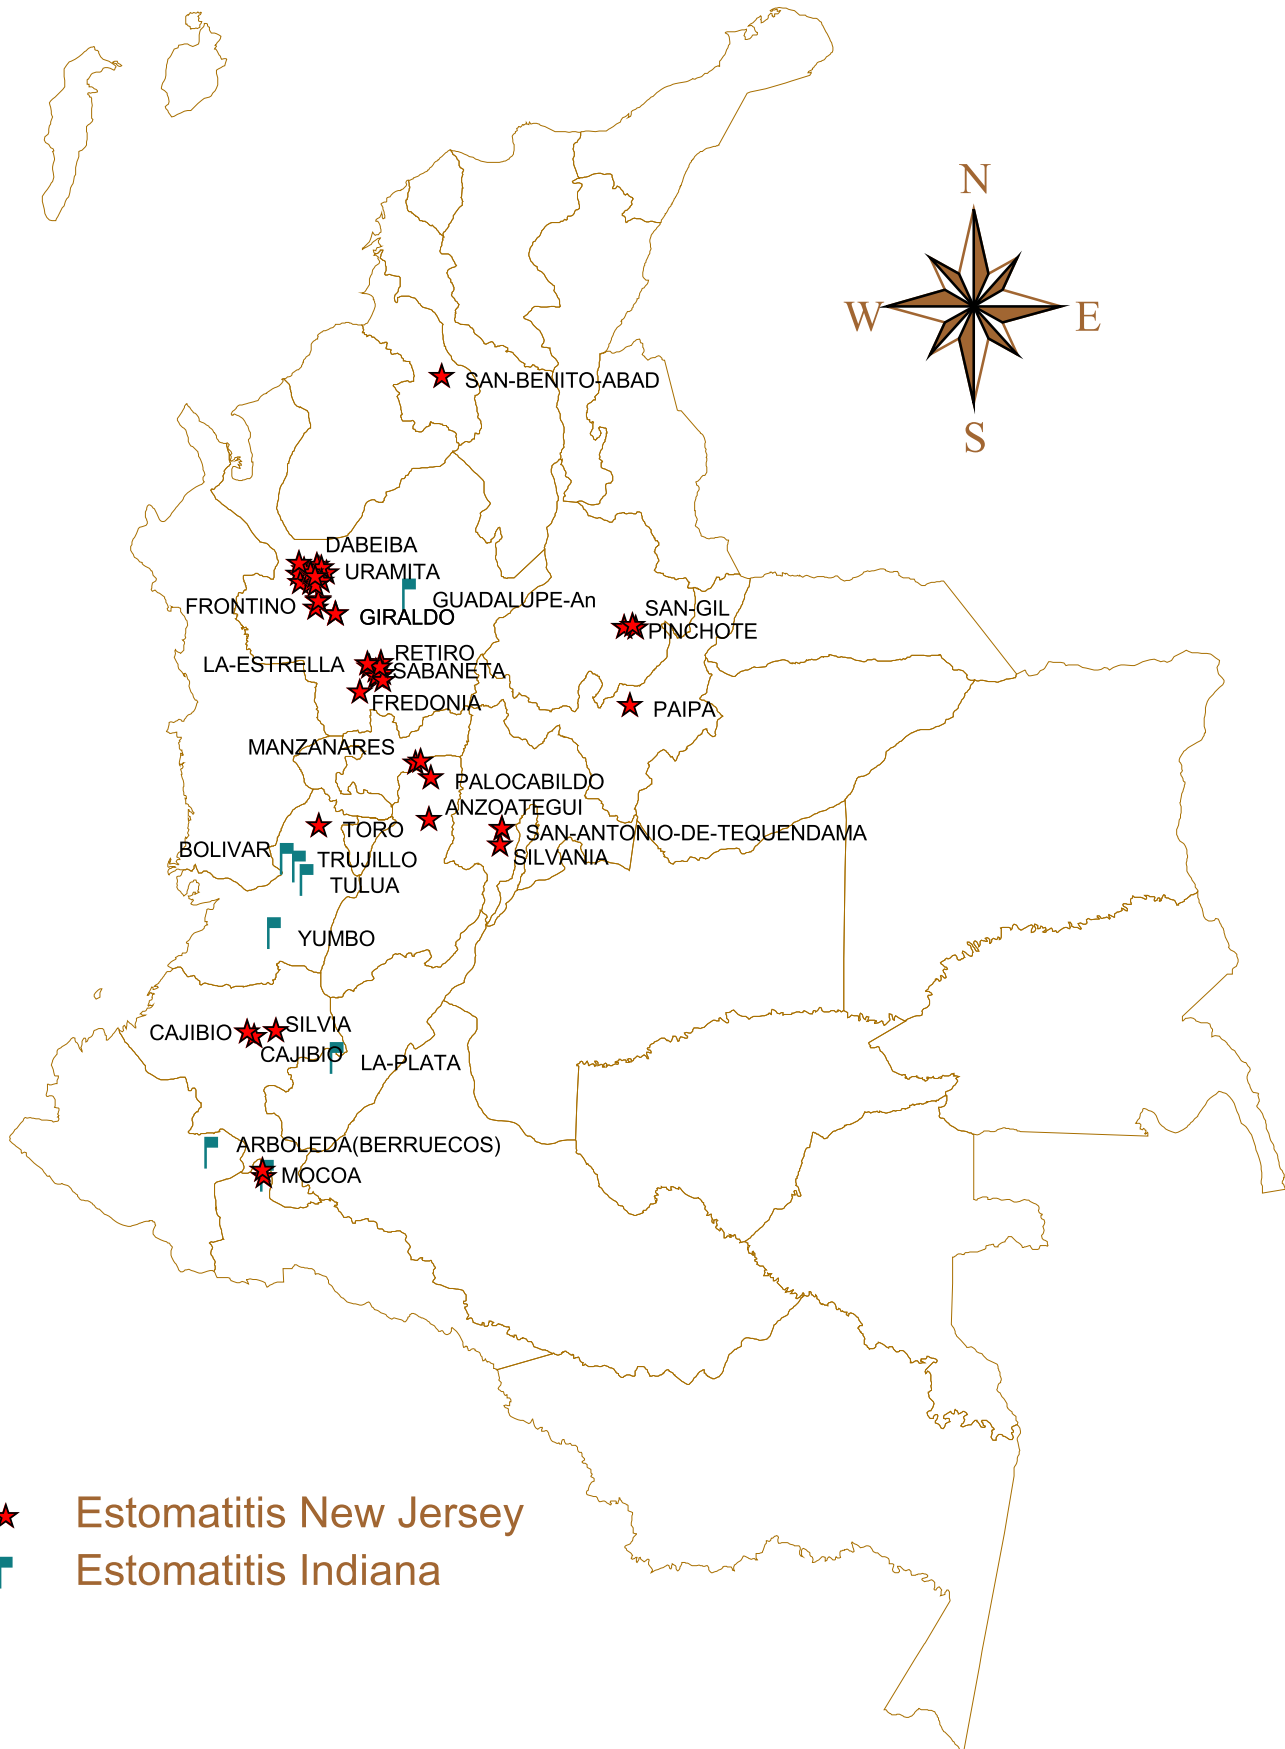 N
W
E
S
SAN-BENITO-ABAD
DABEIBA
URAMITA
GUADALUPE-An
FRONTINO
GIRALDO
SAN-GIL
PINCHOTE
RETIRO
LA-ESTRELLA
SABANETA
FREDONIA
PAIPA
MANZANARES
PALOCABILDO
ANZOATEGUI
TORO
SAN-ANTONIO-DE-TEQUENDAMA
BOLIVAR
TRUJILLO
SILVANIA
TULUA
YUMBO
SILVIA
CAJIBIO
CAJIBIO
LA-PLATA
ARBOLEDA(BERRUECOS)
MOCOA
Estomatitis New Jersey
Estomatitis Indiana